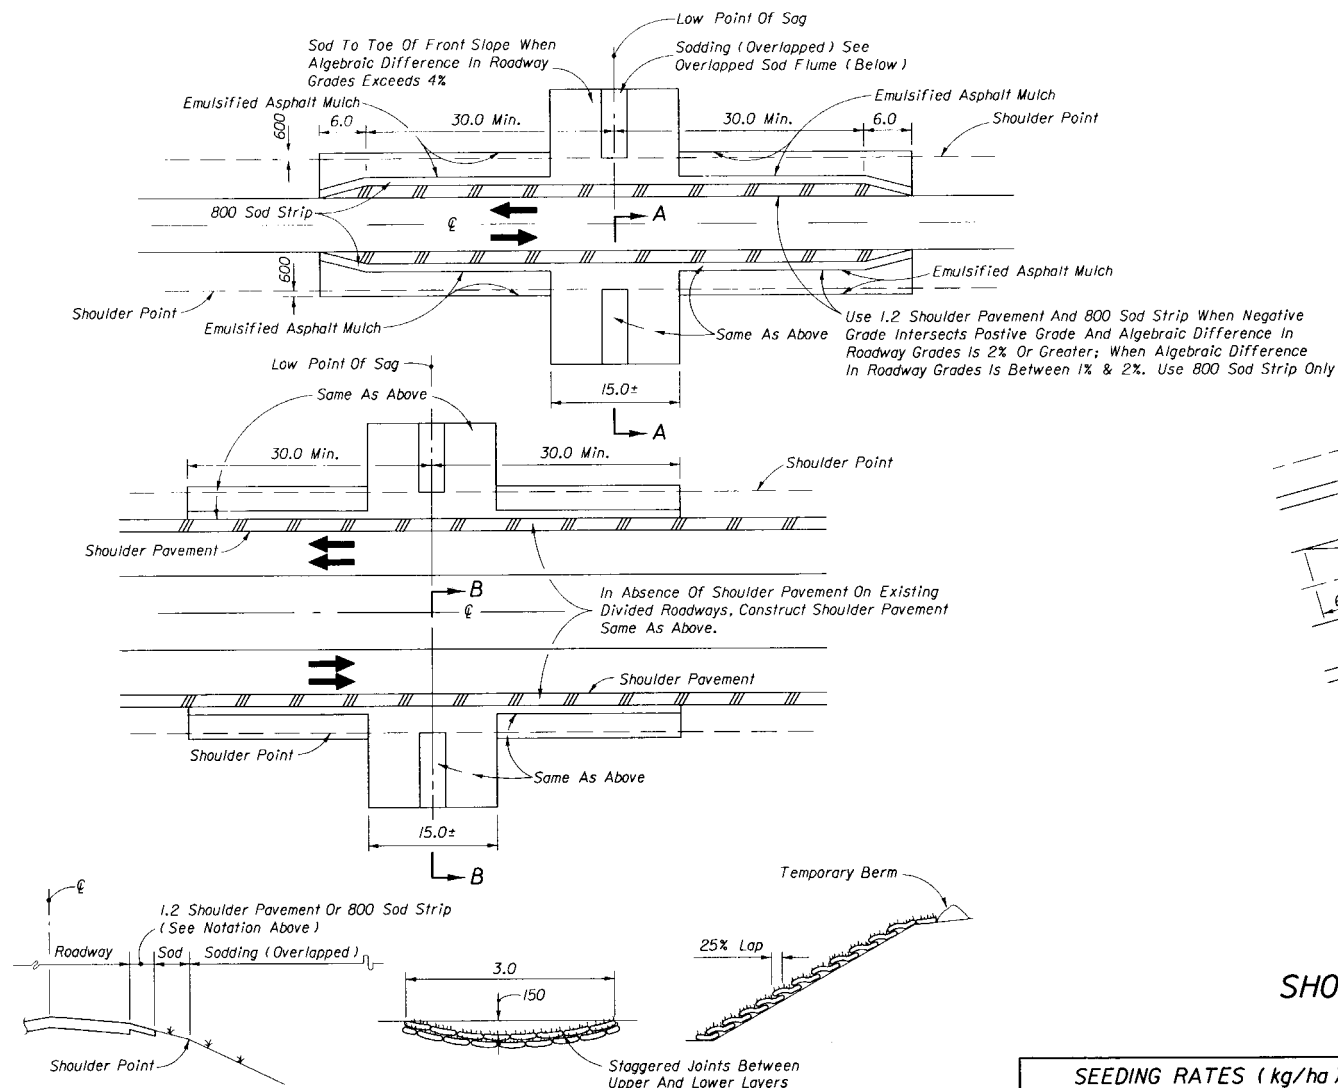 Low Point Of Sag
Sod To Toe Of Front Slope When
Algebraic Difference In Roadway
Grades Exceeds 4%
Sodding (Overlapped) See
Overlapped Sod Flume (Below)
Emulsified Asphalt Mulch
Emulsified Asphalt Mulch
600
6.0
30.0 Min.
30.0 Min.
6.0
Shoulder Point
800 Sod Strip
℄
A
600
Emulsified Asphalt Mulch
Shoulder Point
Emulsified Asphalt Mulch
Same As Above
Use 1.2 Shoulder Pavement And 800 Sod Strip When Negative
Grade Intersects Postive Grade And Algebraic Difference In
Roadway Grades Is 2% Or Greater; When Algebraic Difference
In Roadway Grades Is Between 1% & 2%. Use 800 Sod Strip Only
Low Point Of Sag
15.0±
Same As Above
A
30.0 Min.
30.0 Min.
Shoulder Point
Shoulder Pavement
B
℄
In Absence Of Shoulder Pavement On Existing
Divided Roadways, Construct Shoulder Pavement
Same As Above.
Shoulder Pavement
Shoulder Point
Same As Above
15.0±
B
℄
1.2 Shoulder Pavement Or 800 Sod Strip
(See Notation Above)
Roadway
Sod
Sodding (Overlapped)
Shoulder Point
3.0
150
Staggered Joints Between
Upper And Lower Layers
Temporary Berm
25% Lap
SHO
SEEDING RATES (kg/ha)